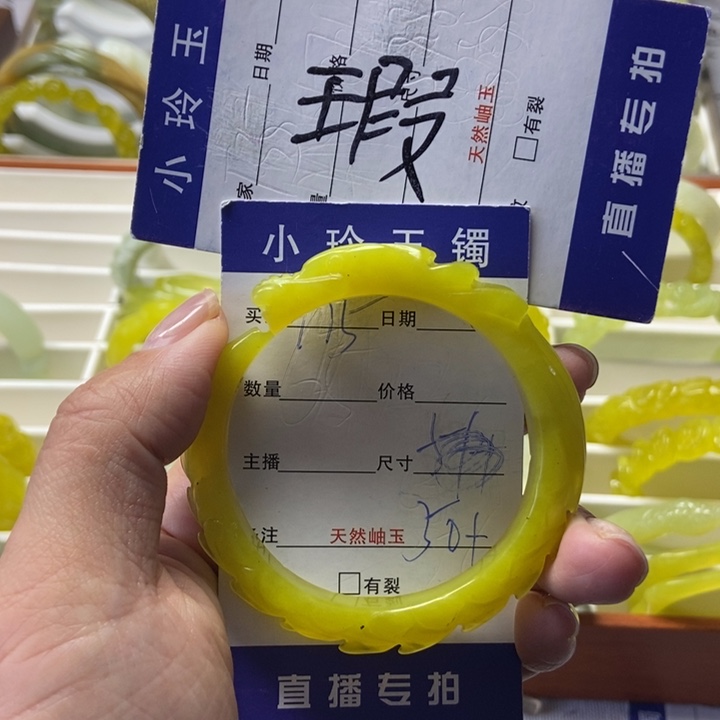 小玲玉
日期
瑕
天然岫玉
有裂
直播专拍
小玲玉镯
买
日期
数量
价格
主播
尺寸
注
天然岫玉
50+
有裂
直播专拍